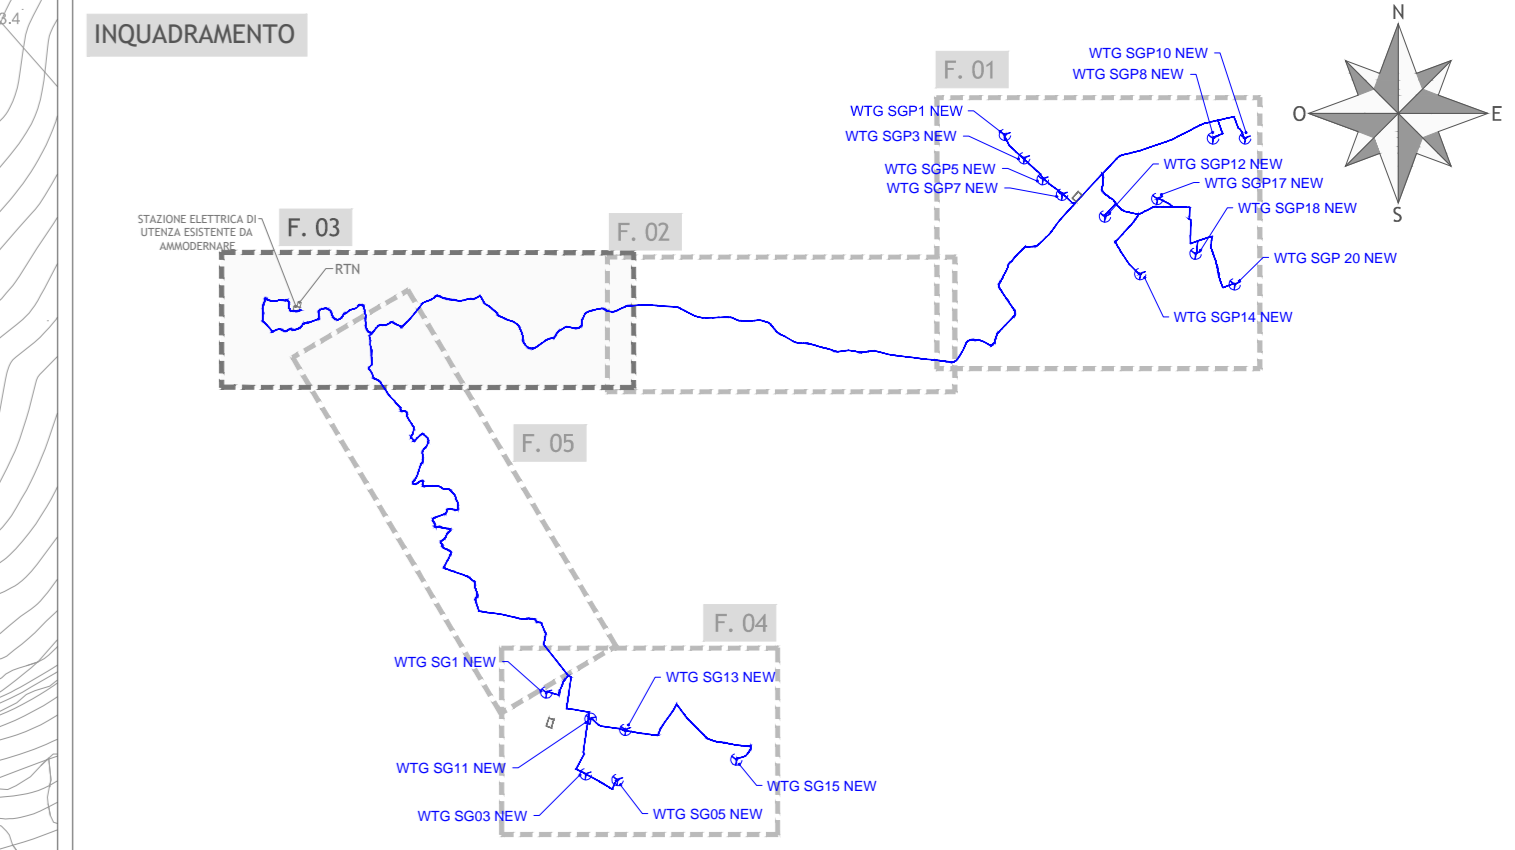 3.4
INQUADRAMENTO
N
O
E
S
F. 01
WTG SGP10 NEW
WTG SGP8 NEW
WTG SGP1 NEW
WTG SGP3 NEW
WTG SGP5 NEW
WTG SGP7 NEW
WTG SGP12 NEW
WTG SGP17 NEW
WTG SGP18 NEW
WTG SGP 20 NEW
WTG SGP14 NEW
STAZIONE ELETTRICA DI
UTENZA ESISTENTE DA
AMMODERNARE
F. 03
RTN
F. 02
F. 05
F. 04
WTG SG1 NEW
WTG SG13 NEW
WTG SG11 NEW
WTG SG15 NEW
WTG SG03 NEW
WTG SG05 NEW